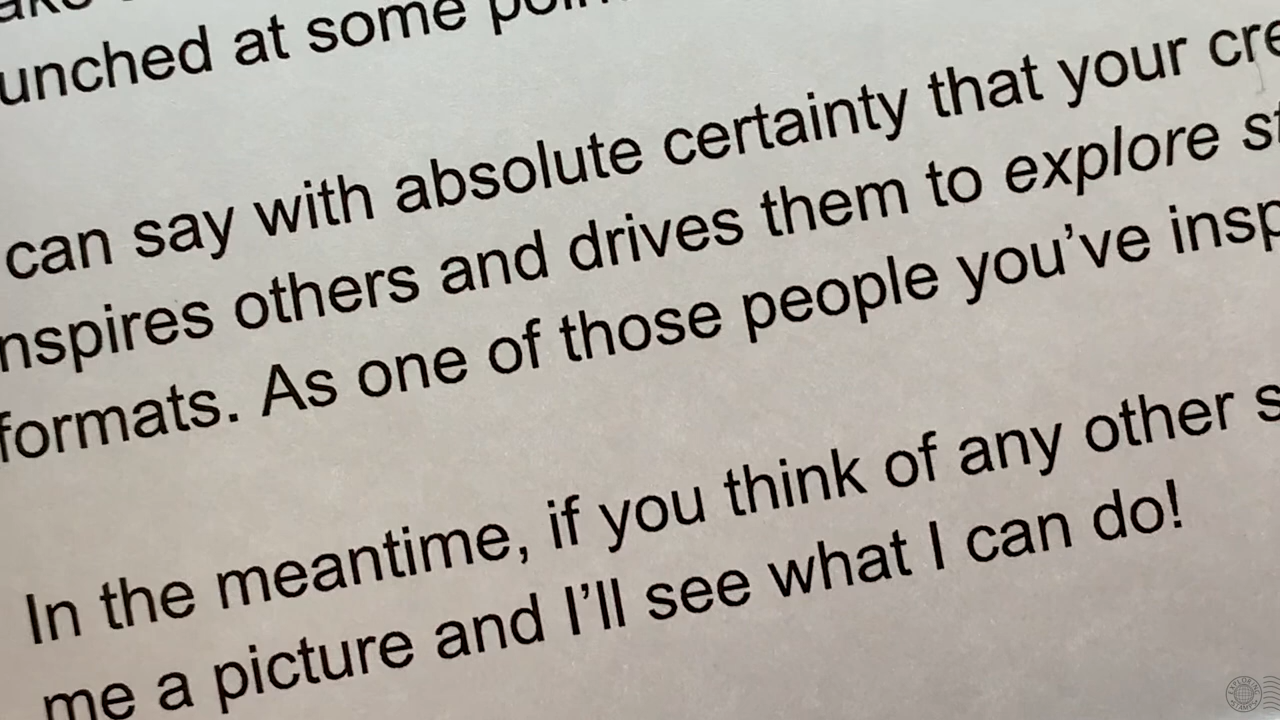 unched at some
can say with absolute certainty that your cre
nspires others and drives them to explore st
formats. As one of those people you've insp
In the meantime, if you think of any other s
me a picture and I'll see what I can do!